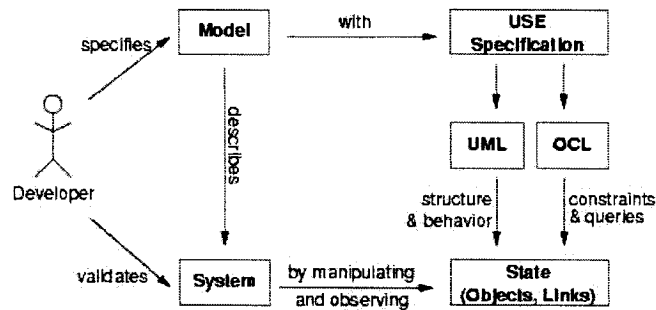 specifies
Model
with
USE
Specification
describes
Developer
UML
OCL
structure
& behavior
constraints
& queries
validates
System
by manipulating
and observing
State
(Objects, Links)